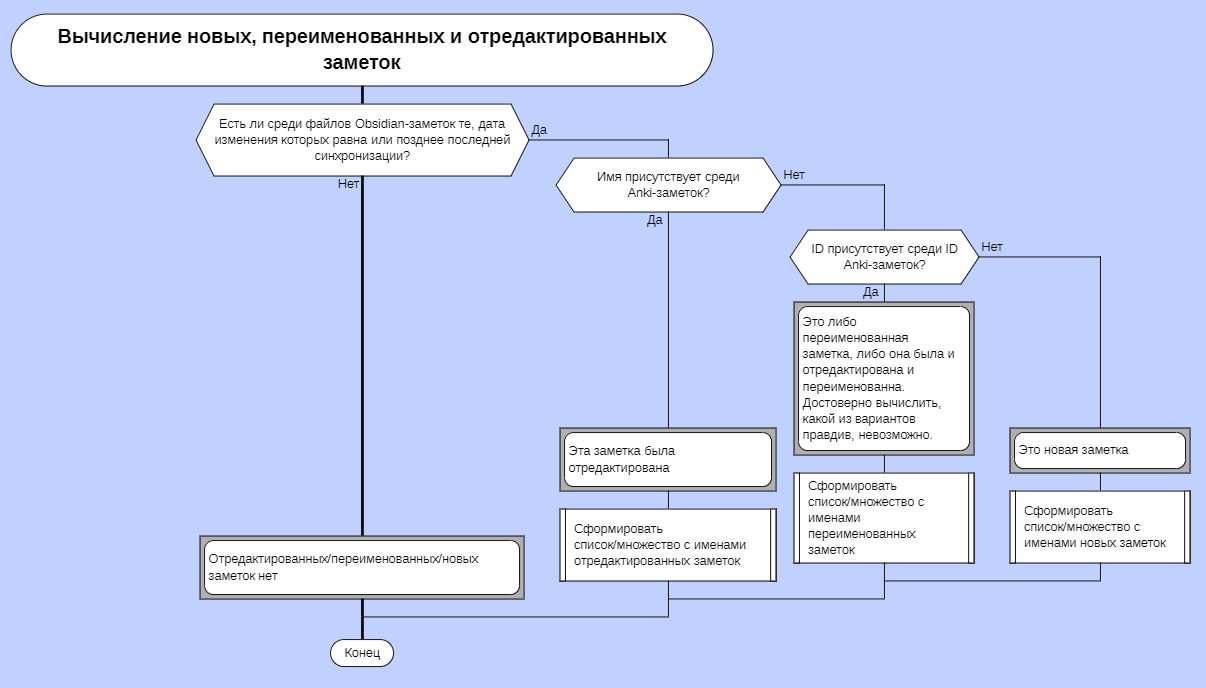 Вычисление новых, переименованных и отредактированных
заметок
Есть ли среди файлов Obsidian-заметок те, дата
изменения которых равна или позднее последней
синхронизации?
Да
Нет
Имя присутствует среди
Anki-заметок?
Нет
Да
ID присутствует среди ID
Anki-заметок?
Нет
Да
Это либо
переименованная
заметка, либо она была и
отредактирована и
переименованна.
Достоверно вычислить,
какой из вариантов
правдив, невозможно.
Эта заметка была
отредактирована
Это новая заметка
Сформировать
список/множество с
именами
переименованных
заметок
Сформировать
список/множество с
именами новых заметок
Сформировать
список/множество с именами
отредактированных заметок
Отредактированных/переименованных/новых
заметок нет
Конец